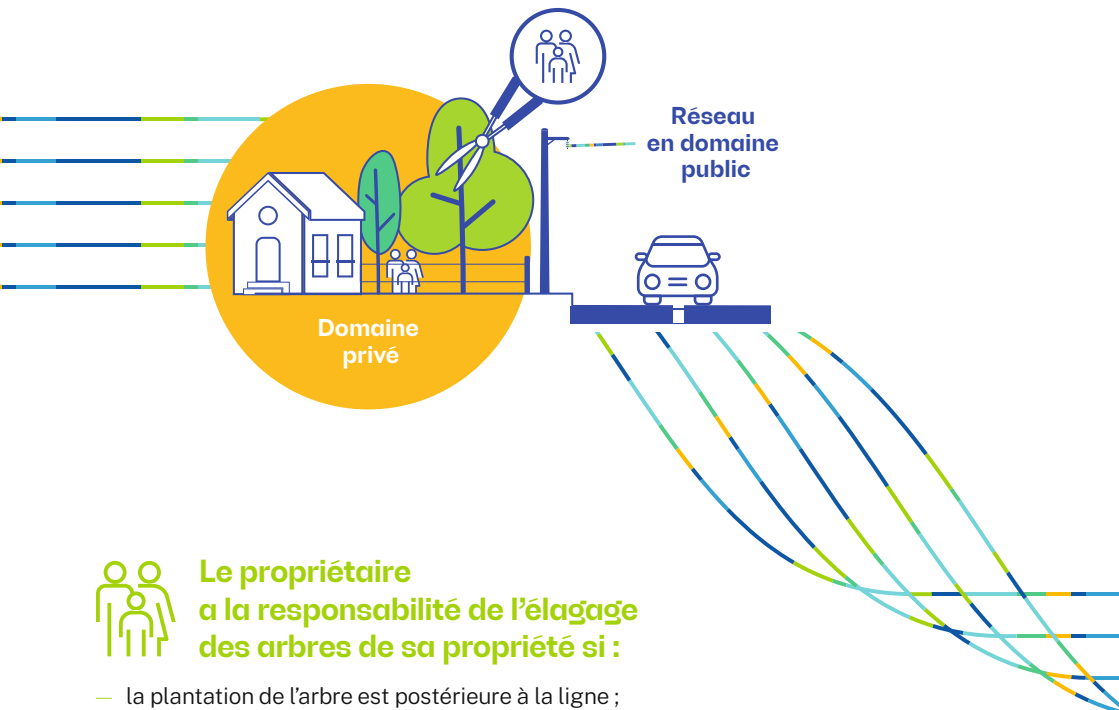 Réseau
en domaine
public
Domaine
privé
Le propriétaire
a la responsabilité de l’élagage
des arbres de sa propriété si :
— la plantation de l’arbre est postérieure à la ligne ;